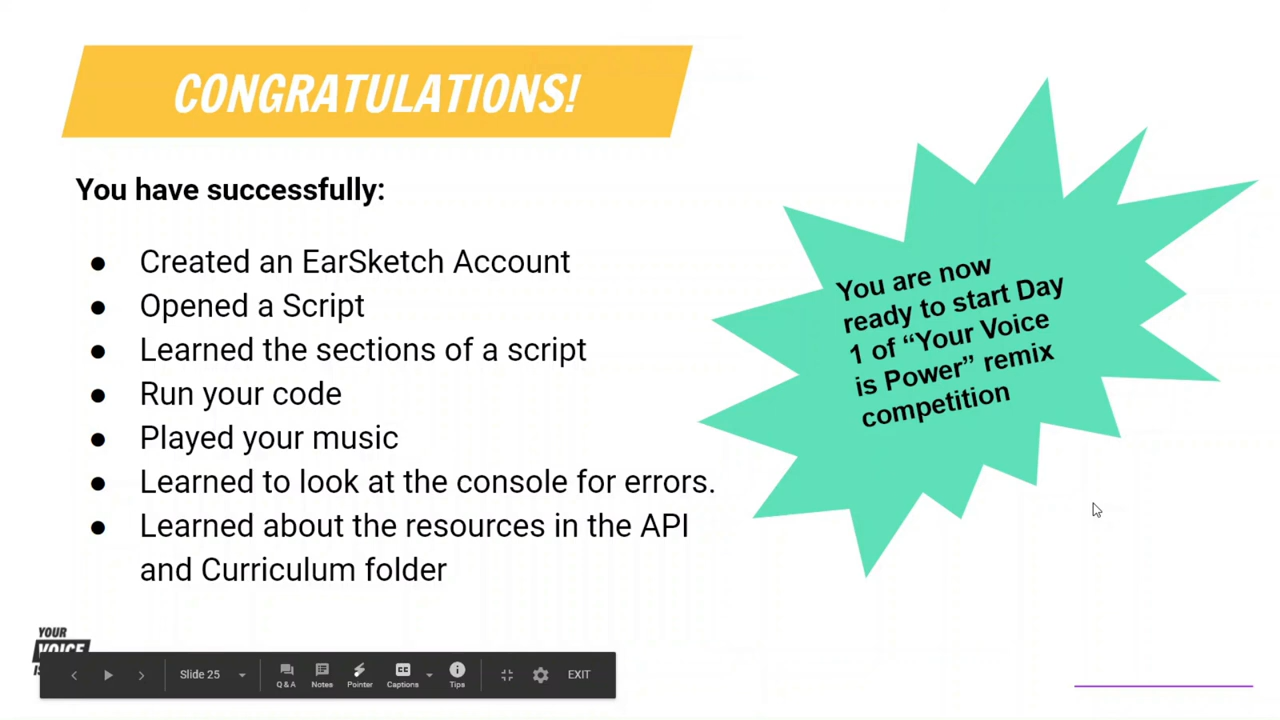 CONGRATULATIONS!
You have successfully:
● Created an EarSketch Account
● Opened a Script
● Learned the sections of a script
● Run your code
● Played your music
● Learned to look at the console for errors.
● Learned about the resources in the API
and Curriculum folder
You are now
ready to start Day
1 of “Your Voice
is Power” remix
competition
YOUR
VOICE
Slide 25
Q & A
Notes
Pointer
CC
Captions
Tips
EXIT